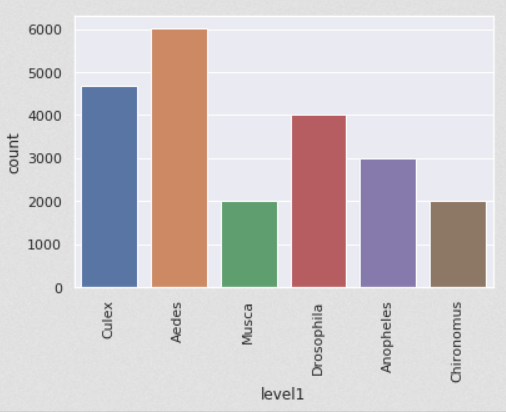 6000
5000
4000
3000
2000
1000
0
count
Culex
Aedes
Musca
Drosophila
Anopheles
Chironomus
level1